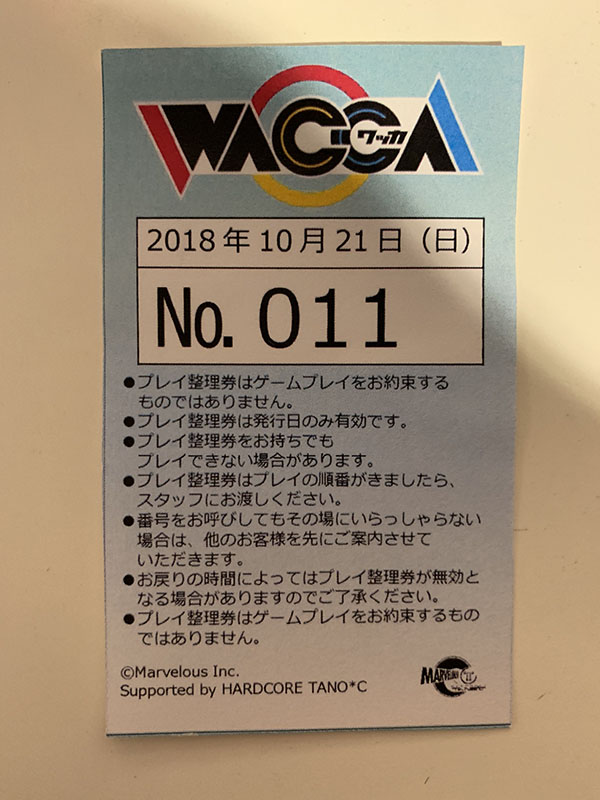 WACCA
ワッカ
2018年10月21日（日）
No. 011
●プレイ整理券はゲームプレイをお約束する
ものではありません。
●プレイ整理券は発行日のみ有効です。
●プレイ整理券をお持ちでも
プレイできない場合があります。
●プレイ整理券はプレイの順番がきましたら、
スタッフにお渡しください。
●番号をお呼びしてもその場にいらっしゃらない
場合は、他のお客様を先にご案内させて
いただきます。
●お戻りの時間によってはプレイ整理券が無効と
なる場合がありますのでご了承ください。
●プレイ整理券はゲームプレイをお約束するもの
ではありません。
©Marvelous Inc.
Supported by HARDCORE TANO*C